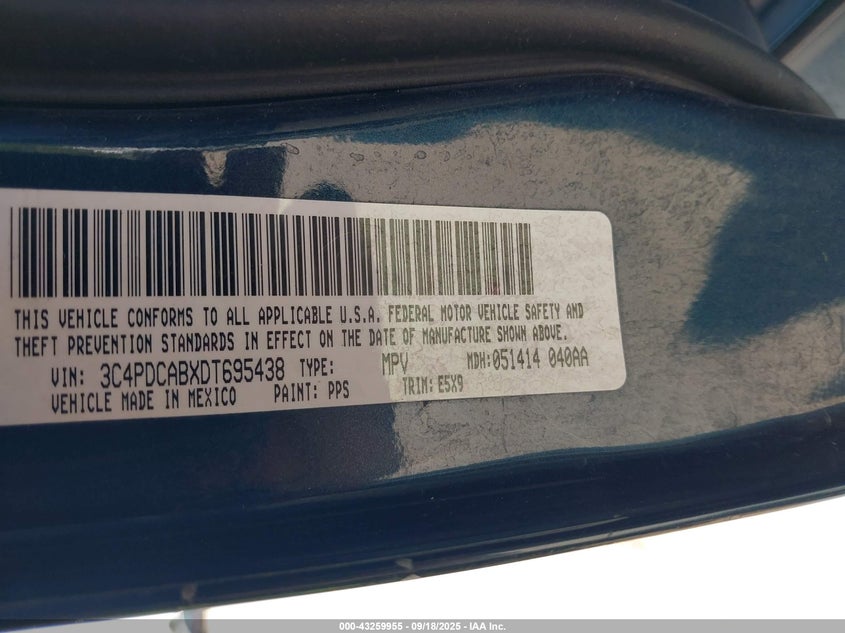 THIS VEHICLE CONFORMS TO ALL APPLICABLE U.S.A. FEDERAL MOTOR VEHICLE SAFETY AND
THEFT PREVENTION STANDARDS IN EFFECT ON THE DATE OF MANUFACTURE SHOWN ABOVE.
VIN: 3C4PDCABXDT695438 TYPE: MPV MDH:051414 040AA
VEHICLE MADE IN MEXICO PAINT: PPS TRIM: E5X9
000-43259955 - 09/18/2025 - IAA Inc.